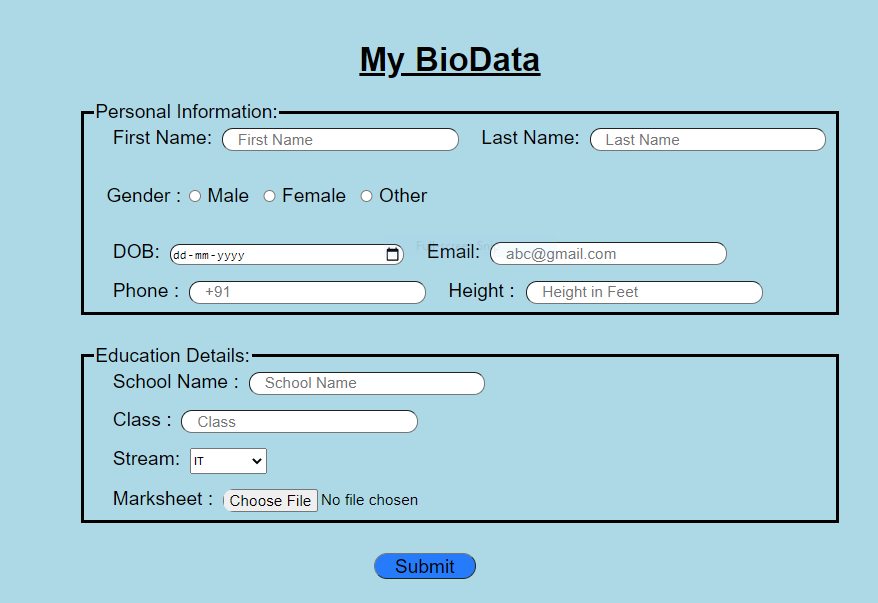 My BioData
Personal Information:
First Name: First Name Last Name: Last Name
Gender : Male Female Other
DOB: dd-mm-yyyy Email: abc@gmail.com
Phone : +91 Height : Height in Feet
Education Details:
School Name : School Name
Class : Class
Stream: IT
Marksheet : Choose File No file chosen
Submit